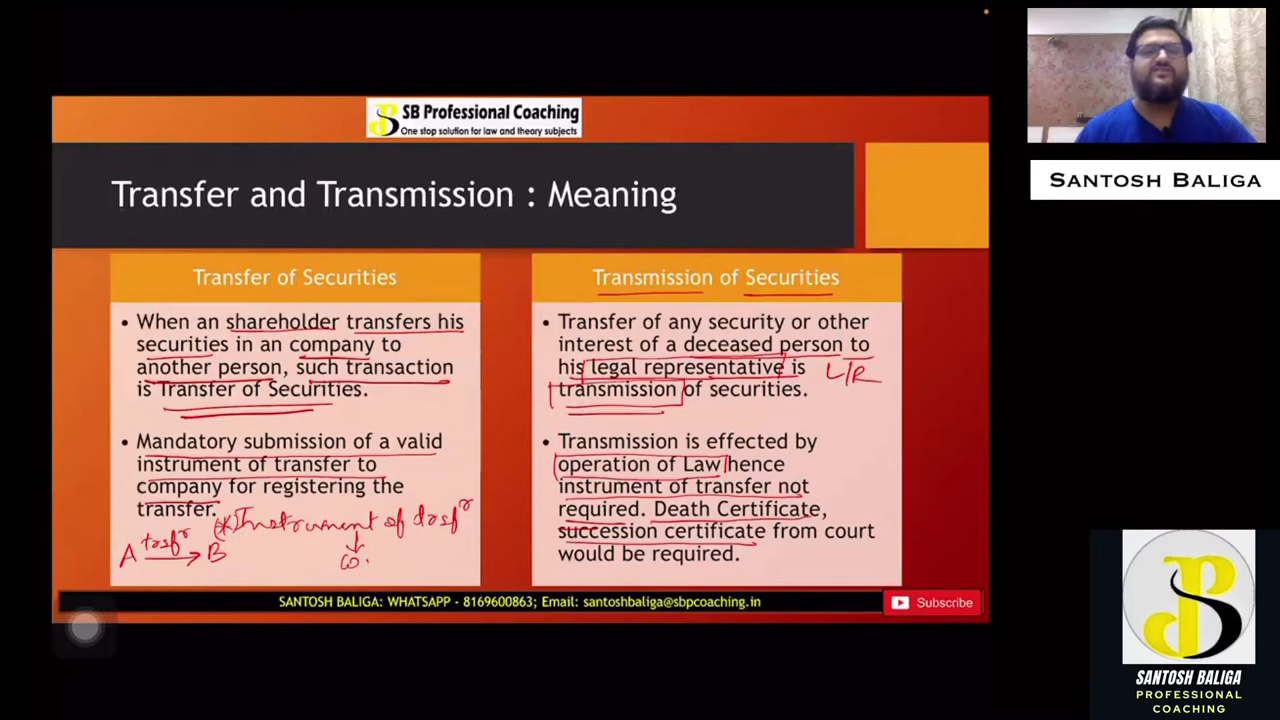 SB Professional Coaching
One stop solution for law and theory subjects
Transfer and Transmission : Meaning
Transfer of Securities
• When an shareholder transfers his
securities in an company to
another person, such transaction
is Transfer of Securities.
• Mandatory submission of a valid
instrument of transfer to
company for registering the
transfer.
(*)Instrument of trsfr
A trsfr B
co.
Transmission of Securities
• Transfer of any security or other
interest of a deceased person to
his legal representative is
L/R
transmission of securities.
• Transmission is effected by
operation of Law hence
instrument of transfer not
required. Death Certificate,
succession certificate from court
would be required.
SANTOSH BALIGA: WHATSAPP - 8169600863; Email: santoshbaliga@sbpcoaching.in
Subscribe
SANTOSH BALIGA
SANTOSH BALIGA
PROFESSIONAL
COACHING